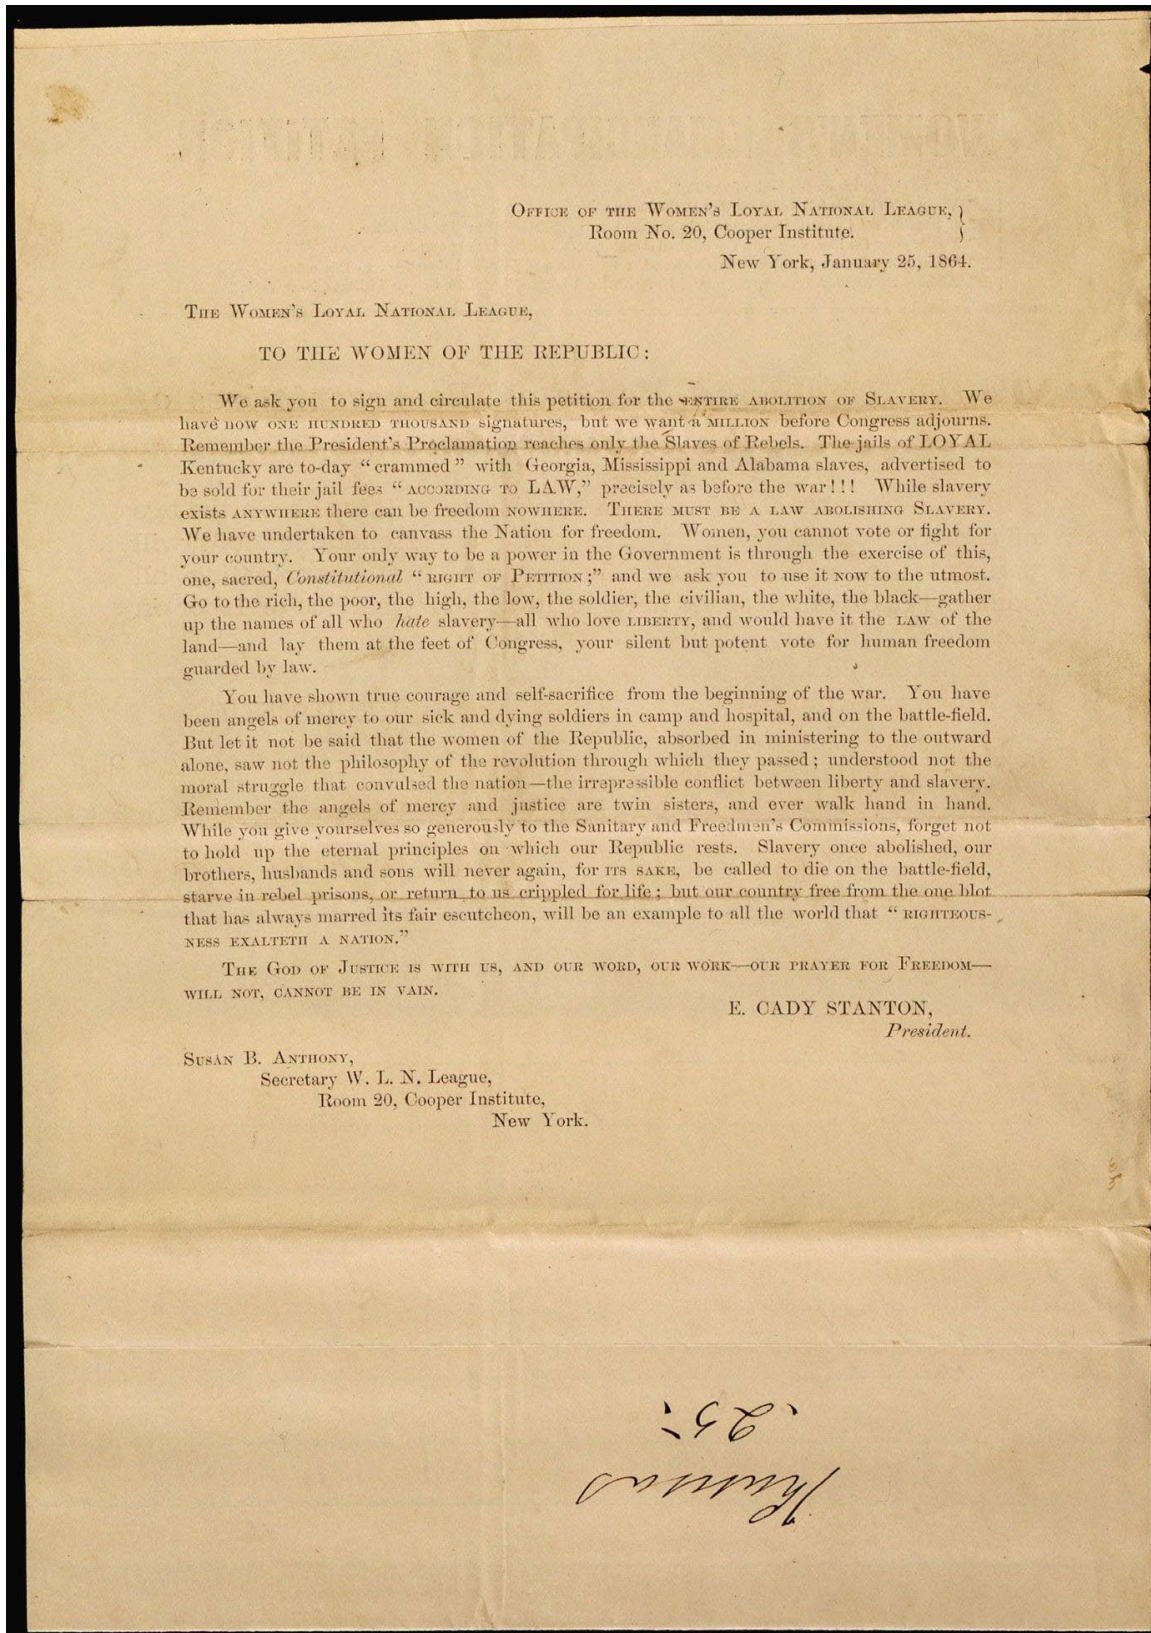 OFFICE OF THE WOMEN'S LOYAL NATIONAL LEAGUE, }
Room No. 20, Cooper Institute.
New York, January 25, 1864.
THE WOMEN'S LOYAL NATIONAL LEAGUE,
TO THE WOMEN OF THE REPUBLIC:
We ask you to sign and circulate this petition for the ENTIRE ABOLITION OF SLAVERY. We
have now ONE HUNDRED THOUSAND signatures, but we want a MILLION before Congress adjourns.
Remember the President's Proclamation reaches only the Slaves of Rebels. The jails of LOYAL
Kentucky are to-day "crammed" with Georgia, Mississippi and Alabama slaves, advertised to
be sold for their jail fees "ACCORDING TO LAW," precisely as before the war!!! While slavery
exists ANYWHERE there can be freedom NOWHERE. THERE MUST BE A LAW ABOLISHING SLAVERY.
We have undertaken to canvass the Nation for freedom. Women, you cannot vote or fight for
your country. Your only way to be a power in the Government is through the exercise of this,
one, sacred, Constitutional "RIGHT OF PETITION;" and we ask you to use it NOW to the utmost.
Go to the rich, the poor, the high, the low, the soldier, the civilian, the white, the black—gather
up the names of all who hate slavery—all who love LIBERTY, and would have it the LAW of the
land—and lay them at the feet of Congress, your silent but potent vote for human freedom
guarded by law.
You have shown true courage and self-sacrifice from the beginning of the war. You have
been angels of mercy to our sick and dying soldiers in camp and hospital, and on the battle-field.
But let it not be said that the women of the Republic, absorbed in ministering to the outward
alone, saw not the philosophy of the revolution through which they passed; understood not the
moral struggle that convulsed the nation—the irrepressible conflict between liberty and slavery.
Remember the angels of mercy and justice are twin sisters, and ever walk hand in hand.
While you give yourselves so generously to the Sanitary and Freedmen's Commissions, forget not
to hold up the eternal principles on which our Republic rests. Slavery once abolished, our
brothers, husbands and sons will never again, for ITS SAKE, be called to die on the battle-field,
starve in rebel prisons, or return to us crippled for life; but our country free from the one blot
that has always marred its fair escutcheon, will be an example to all the world that "RIGHTEOUS-
NESS EXALTETH A NATION."
THE GOD OF JUSTICE IS WITH US, AND OUR WORD, OUR WORK—OUR PRAYER FOR FREEDOM—
WILL NOT, CANNOT BE IN VAIN.
E. CADY STANTON,
President.
SUSAN B. ANTHONY,
Secretary W. L. N. League,
Room 20, Cooper Institute,
New York.
Kansas
.25.